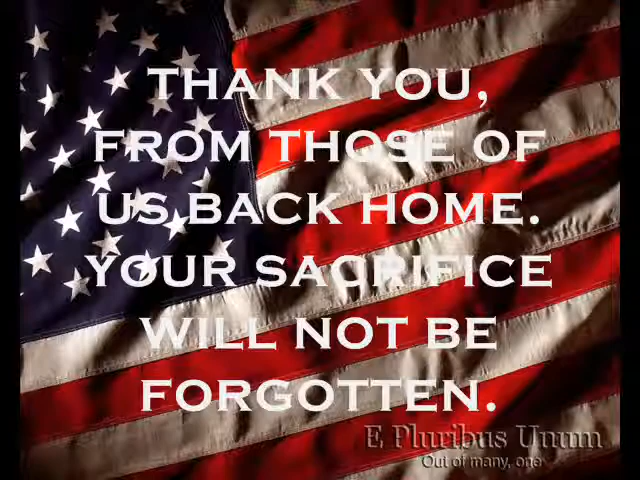 THANK YOU,
FROM THOSE OF
US BACK HOME.
YOUR SACRIFICE
WILL NOT BE
FORGOTTEN.
E Pluribus Unum
Out of many, one